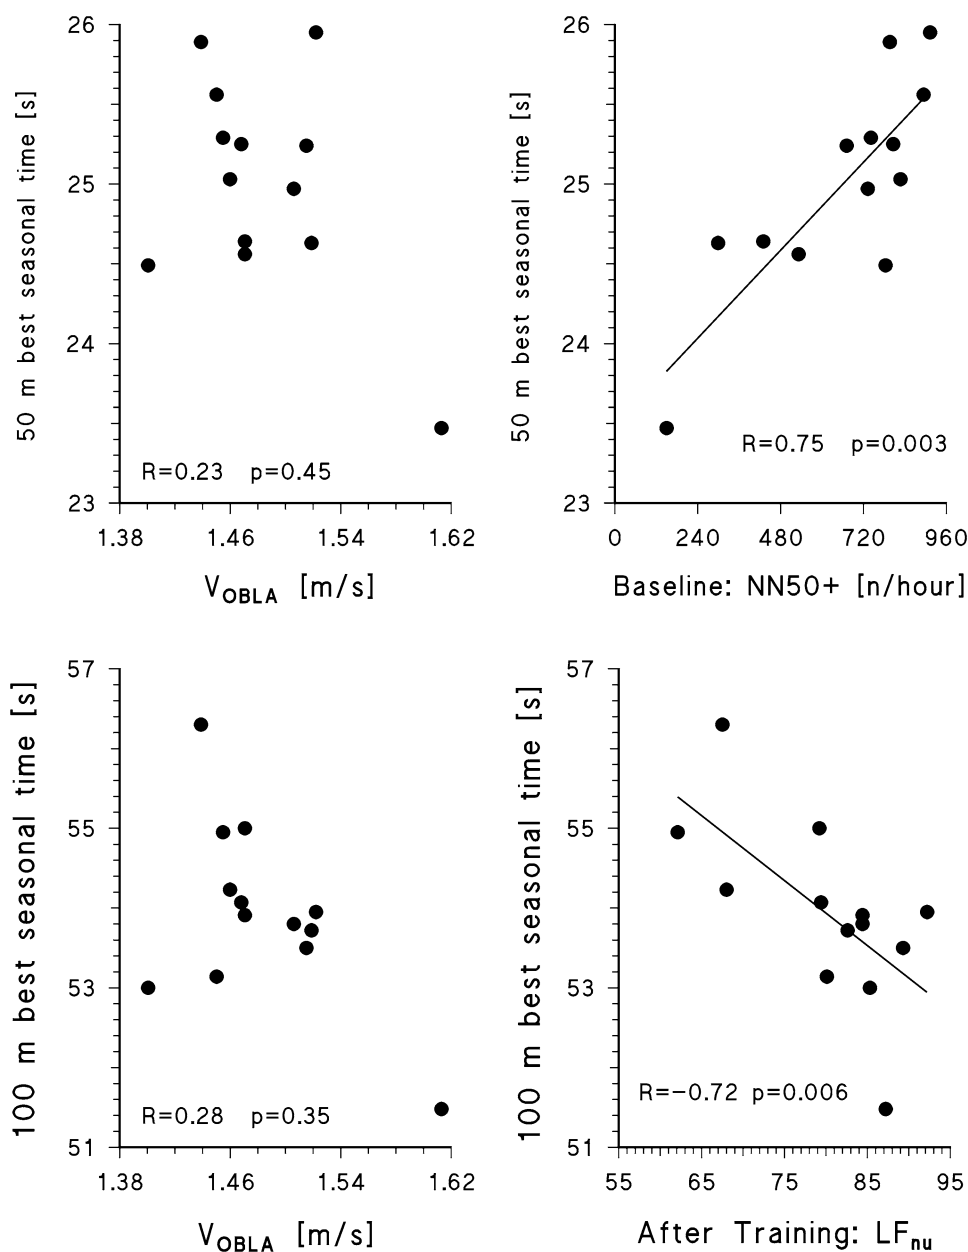 26
25
24
23
50 m best seasonal time [s]
R=0.23 p=0.45
1.38 1.46 1.54 1.62
V_OBLA [m/s]
26
25
24
23
50 m best seasonal time [s]
R=0.75 p=0.003
0 240 480 720 960
Baseline: NN50+ [n/hour]
57
55
53
51
100 m best seasonal time [s]
R=0.28 p=0.35
1.38 1.46 1.54 1.62
V_OBLA [m/s]
57
55
53
51
100 m best seasonal time [s]
R=−0.72 p=0.006
55 65 75 85 95
After Training: LF_nu